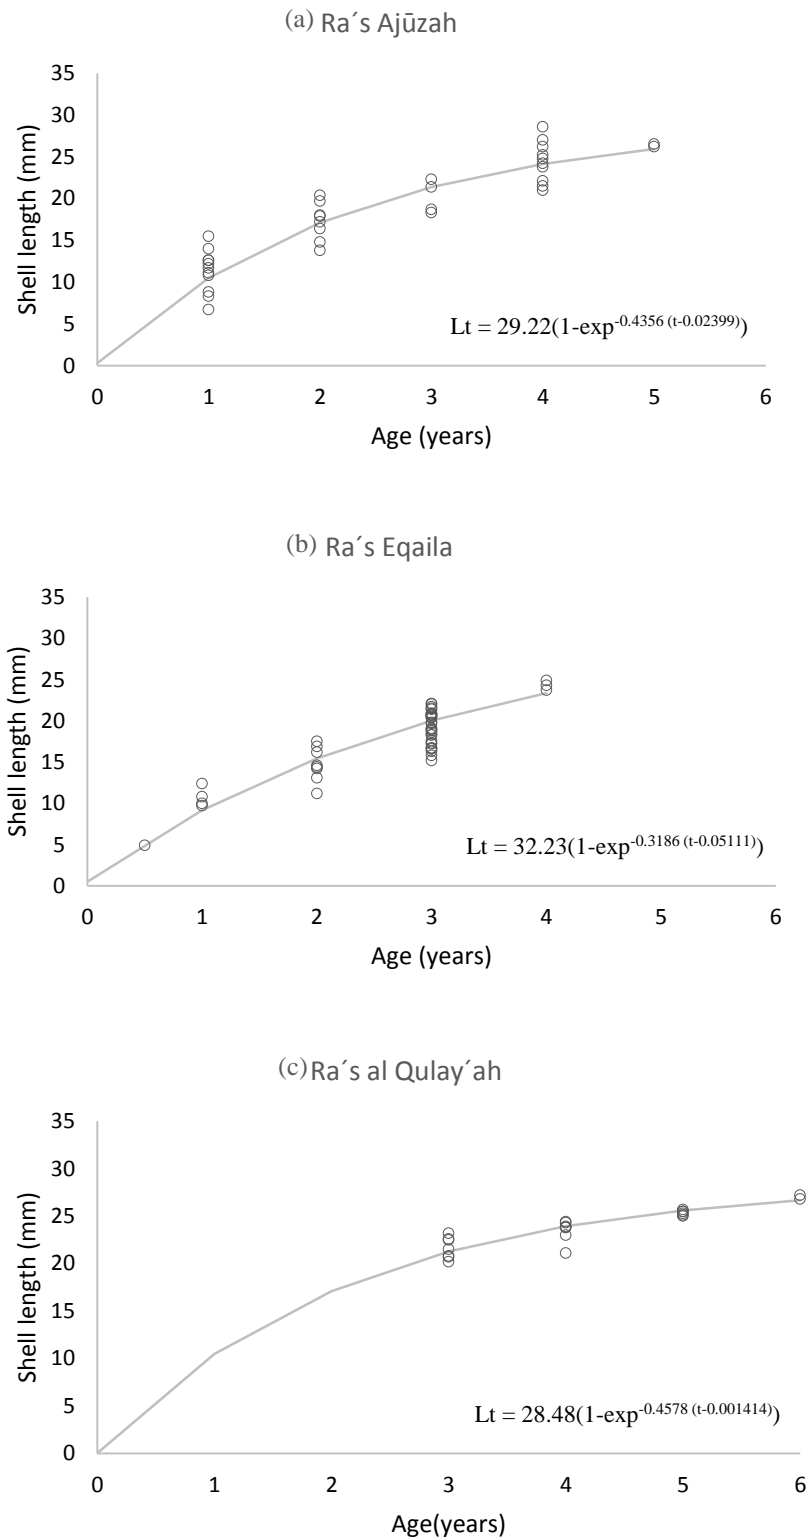 (a) Ra´s Ajūzah
35
30
25
20
15
10
5
0
Shell length (mm)
Lt = 29.22(1-exp-0.4356 (t-0.02399))
0 1 2 3 4 5 6
Age (years)
(b) Ra´s Eqaila
35
30
25
20
15
10
5
0
Shell length (mm)
Lt = 32.23(1-exp-0.3186 (t-0.05111))
0 1 2 3 4 5 6
Age (years)
(c) Ra´s al Qulay´ah
35
30
25
20
15
10
5
0
Shell length (mm)
Lt = 28.48(1-exp-0.4578 (t-0.001414))
0 1 2 3 4 5 6
Age(years)